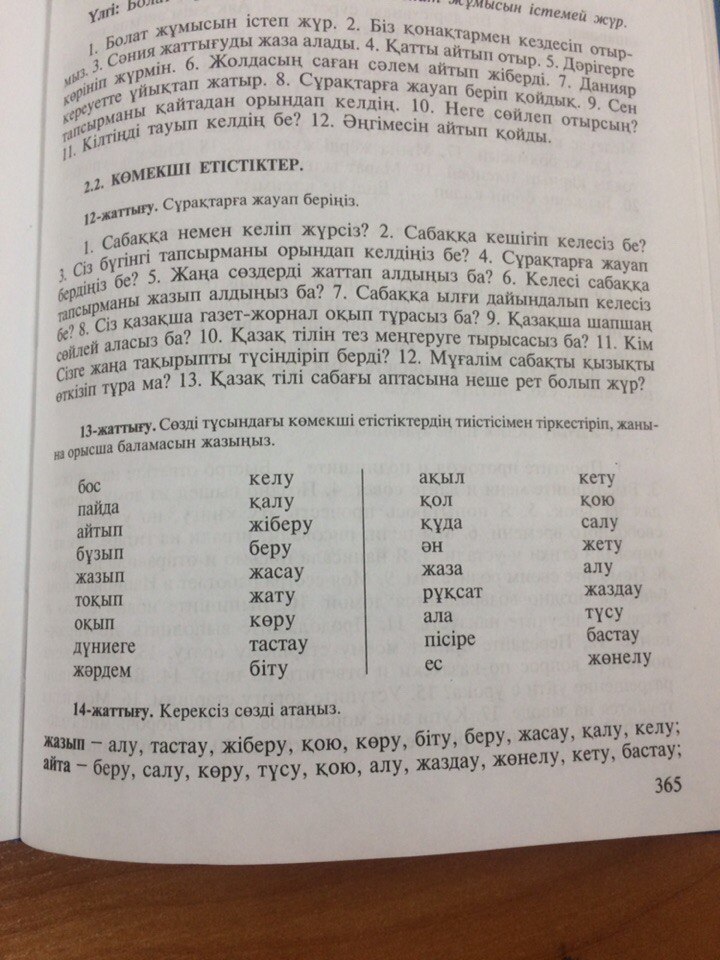 Үлгі: Болат жұмысын істемей жүр.
1. Болат жұмысын істеп жүр. 2. Біз қонақтармен кездесіп отыр-
мыз. 3. Сәния жаттығуды жаза алады. 4. Қатты айтып отыр. 5. Дәрігерге
көрініп жүрмін. 6. Жолдасың саған сәлем айтып жіберді. 7. Данияр
кереуетте ұйықтап жатыр. 8. Сұрақтарға жауап беріп қойдық. 9. Сен
тапсырманы қайтадан орындап келдің. 10. Неге сөйлеп отырсың?
11. Кілтіңді тауып келдің бе? 12. Әңгімесін айтып қойды.
2.2. КӨМЕКШІ ЕТІСТІКТЕР.
12-жаттығу. Сұрақтарға жауап беріңіз.
1. Сабаққа немен келіп жүрсіз? 2. Сабаққа кешігіп келесіз бе?
3. Сіз бүгінгі тапсырманы орындап келдіңіз бе? 4. Сұрақтарға жауап
бердіңіз бе? 5. Жаңа сөздерді жаттап алдыңыз ба? 6. Келесі сабаққа
тапсырманы жазып алдыңыз ба? 7. Сабаққа ылғи дайындалып келесіз
бе? 8. Сіз қазақша газет-жорнал оқып тұрасыз ба? 9. Қазақша шапшаң
сөйлей аласыз ба? 10. Қазақ тілін тез меңгеруге тырысасыз ба? 11. Кім
Сізге жаңа тақырыпты түсіндіріп берді? 12. Мұғалім сабақты қызықты
өткізіп тұра ма? 13. Қазақ тілі сабағы аптасына неше рет болып жүр?
13-жаттығу. Сөзді тұсындағы көмекші етістіктердің тиістісімен тіркестіріп, жаны-
на орысша баламасын жазыңыз.
бос келу ақыл кету
пайда қалу қол қою
айтып жіберу құда салу
бұзып беру ән жету
жазып жасау жаза алу
тоқып жату рұқсат жаздау
оқып көру ала түсу
дүниеге тастау пісіре бастау
жәрдем біту ес жөнелу
14-жаттығу. Керексіз сөзді атаңыз.
жазып – алу, тастау, жіберу, қою, көру, біту, беру, жасау, қалу, келу;
айта – беру, салу, көру, түсу, қою, алу, жаздау, жөнелу, кету, бастау;
365